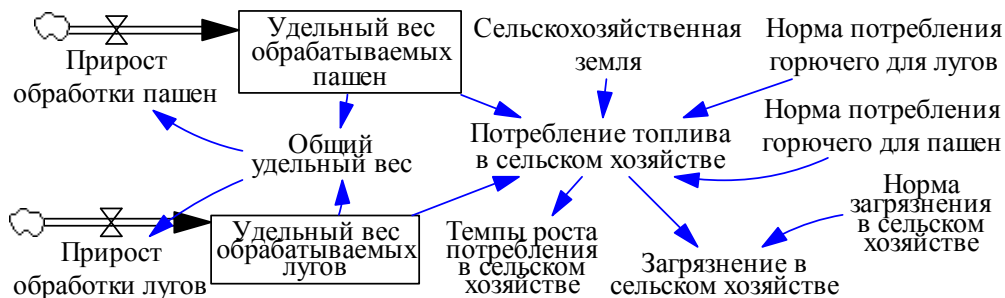 Удельный вес
обрабатываемых
пашен
Сельскохозяйственная
земля
Норма потребления
горючего для лугов
Прирост
обработки пашен
Общий
удельный вес
Потребление топлива
в сельском хозяйстве
Норма потребления
горючего для пашен
Прирост
обработки лугов
Удельный вес
обрабатываемых
лугов
Темпы роста
потребления
в сельском
хозяйстве
Загрязнение в
сельском хозяйстве
Норма
загрязнения
в сельском
хозяйстве